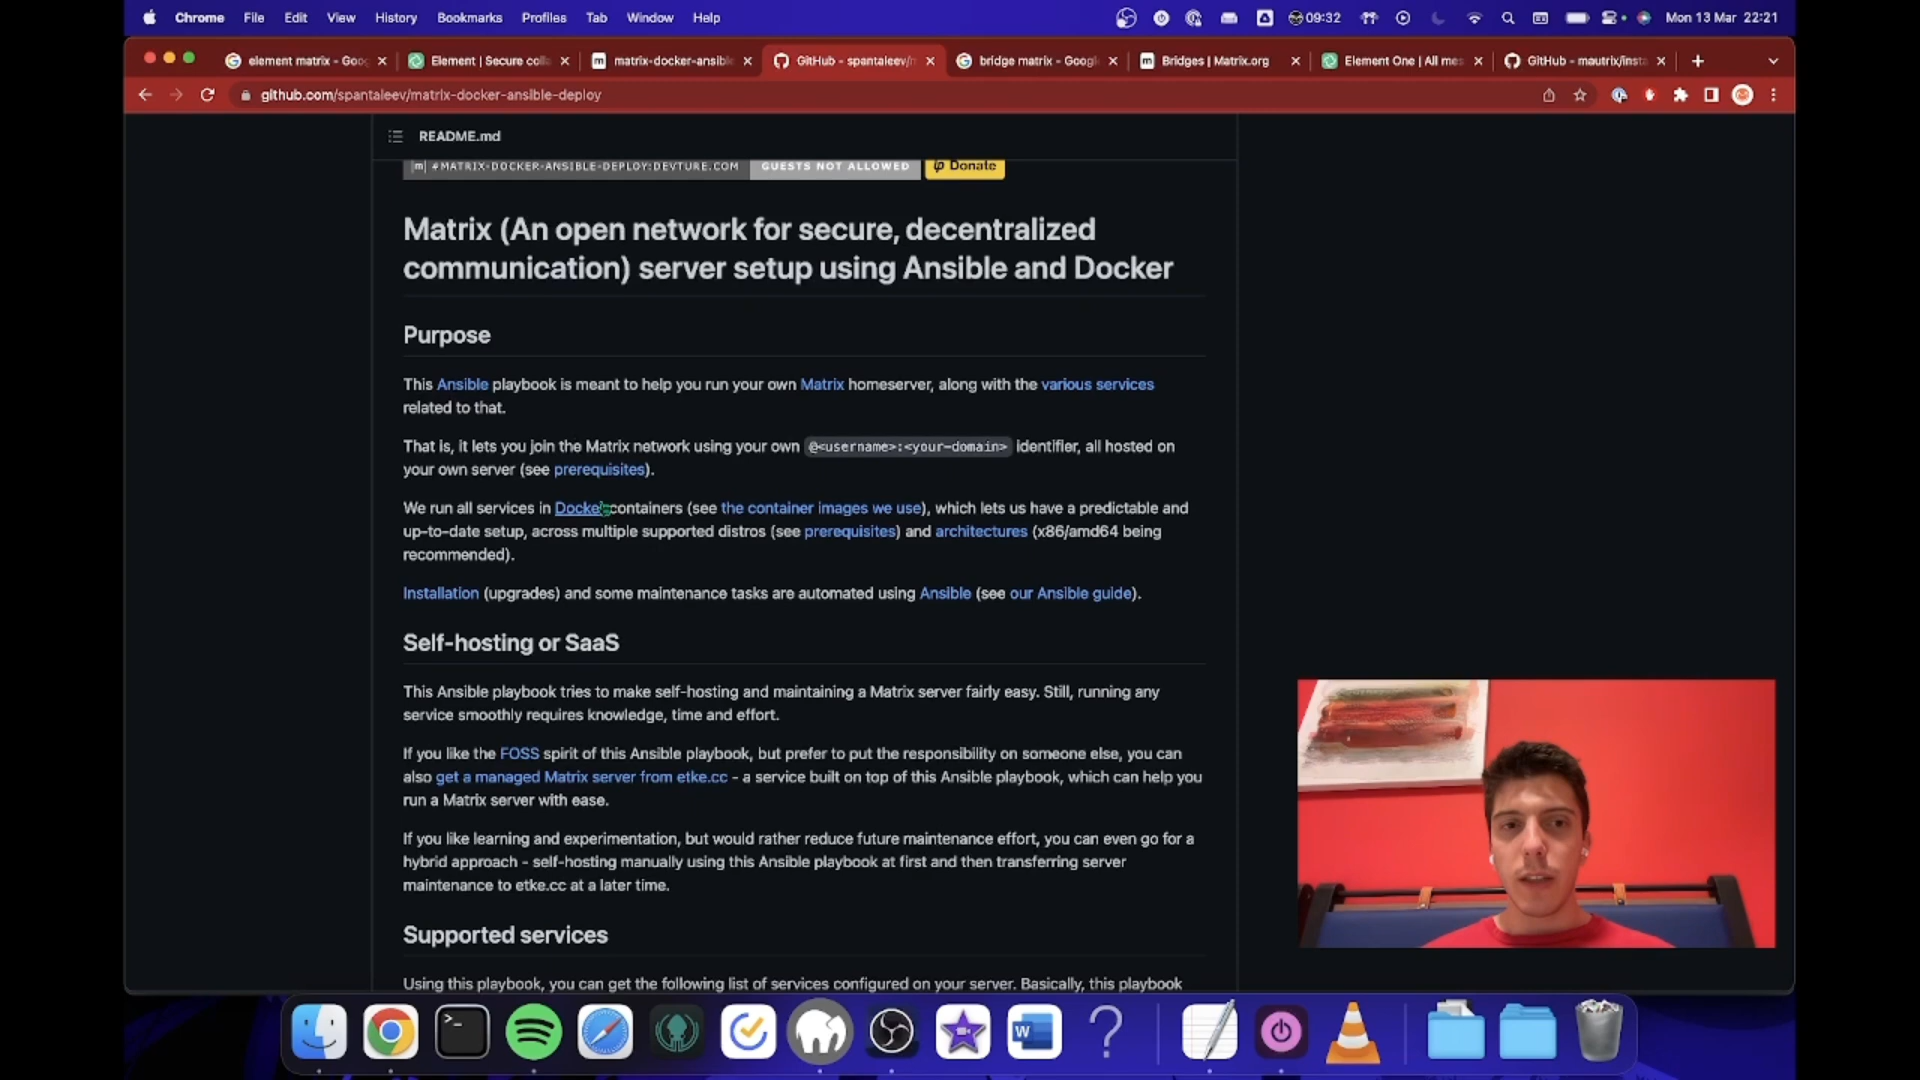 Chrome File Edit View History Bookmarks Profiles Tab Window Help 09:32 Mon 13 Mar 22:21
element matrix - Goo Element | Secure coll matrix-docker-ansible GitHub - spantaleev/m bridge matrix - Google Bridges | Matrix.org Element One | All mes GitHub - mautrix/insta
github.com/spantaleev/matrix-docker-ansible-deploy
README.md
[m] #MATRIX-DOCKER-ANSIBLE-DEPLOY:DEVTURE.COM GUESTS NOT ALLOWED Donate
Matrix (An open network for secure, decentralized
communication) server setup using Ansible and Docker
Purpose
This Ansible playbook is meant to help you run your own Matrix homeserver, along with the various services
related to that.
That is, it lets you join the Matrix network using your own @<username>:<your-domain> identifier, all hosted on
your own server (see prerequisites).
We run all services in Docker containers (see the container images we use), which lets us have a predictable and
up-to-date setup, across multiple supported distros (see prerequisites) and architectures (x86/amd64 being
recommended).
Installation (upgrades) and some maintenance tasks are automated using Ansible (see our Ansible guide).
Self-hosting or SaaS
This Ansible playbook tries to make self-hosting and maintaining a Matrix server fairly easy. Still, running any
service smoothly requires knowledge, time and effort.
If you like the FOSS spirit of this Ansible playbook, but prefer to put the responsibility on someone else, you can
also get a managed Matrix server from etke.cc - a service built on top of this Ansible playbook, which can help you
run a Matrix server with ease.
If you like learning and experimentation, but would rather reduce future maintenance effort, you can even go for a
hybrid approach - self-hosting manually using this Ansible playbook at first and then transferring server
maintenance to etke.cc at a later time.
Supported services
Using this playbook, you can get the following list of services configured on your server. Basically, this playbook